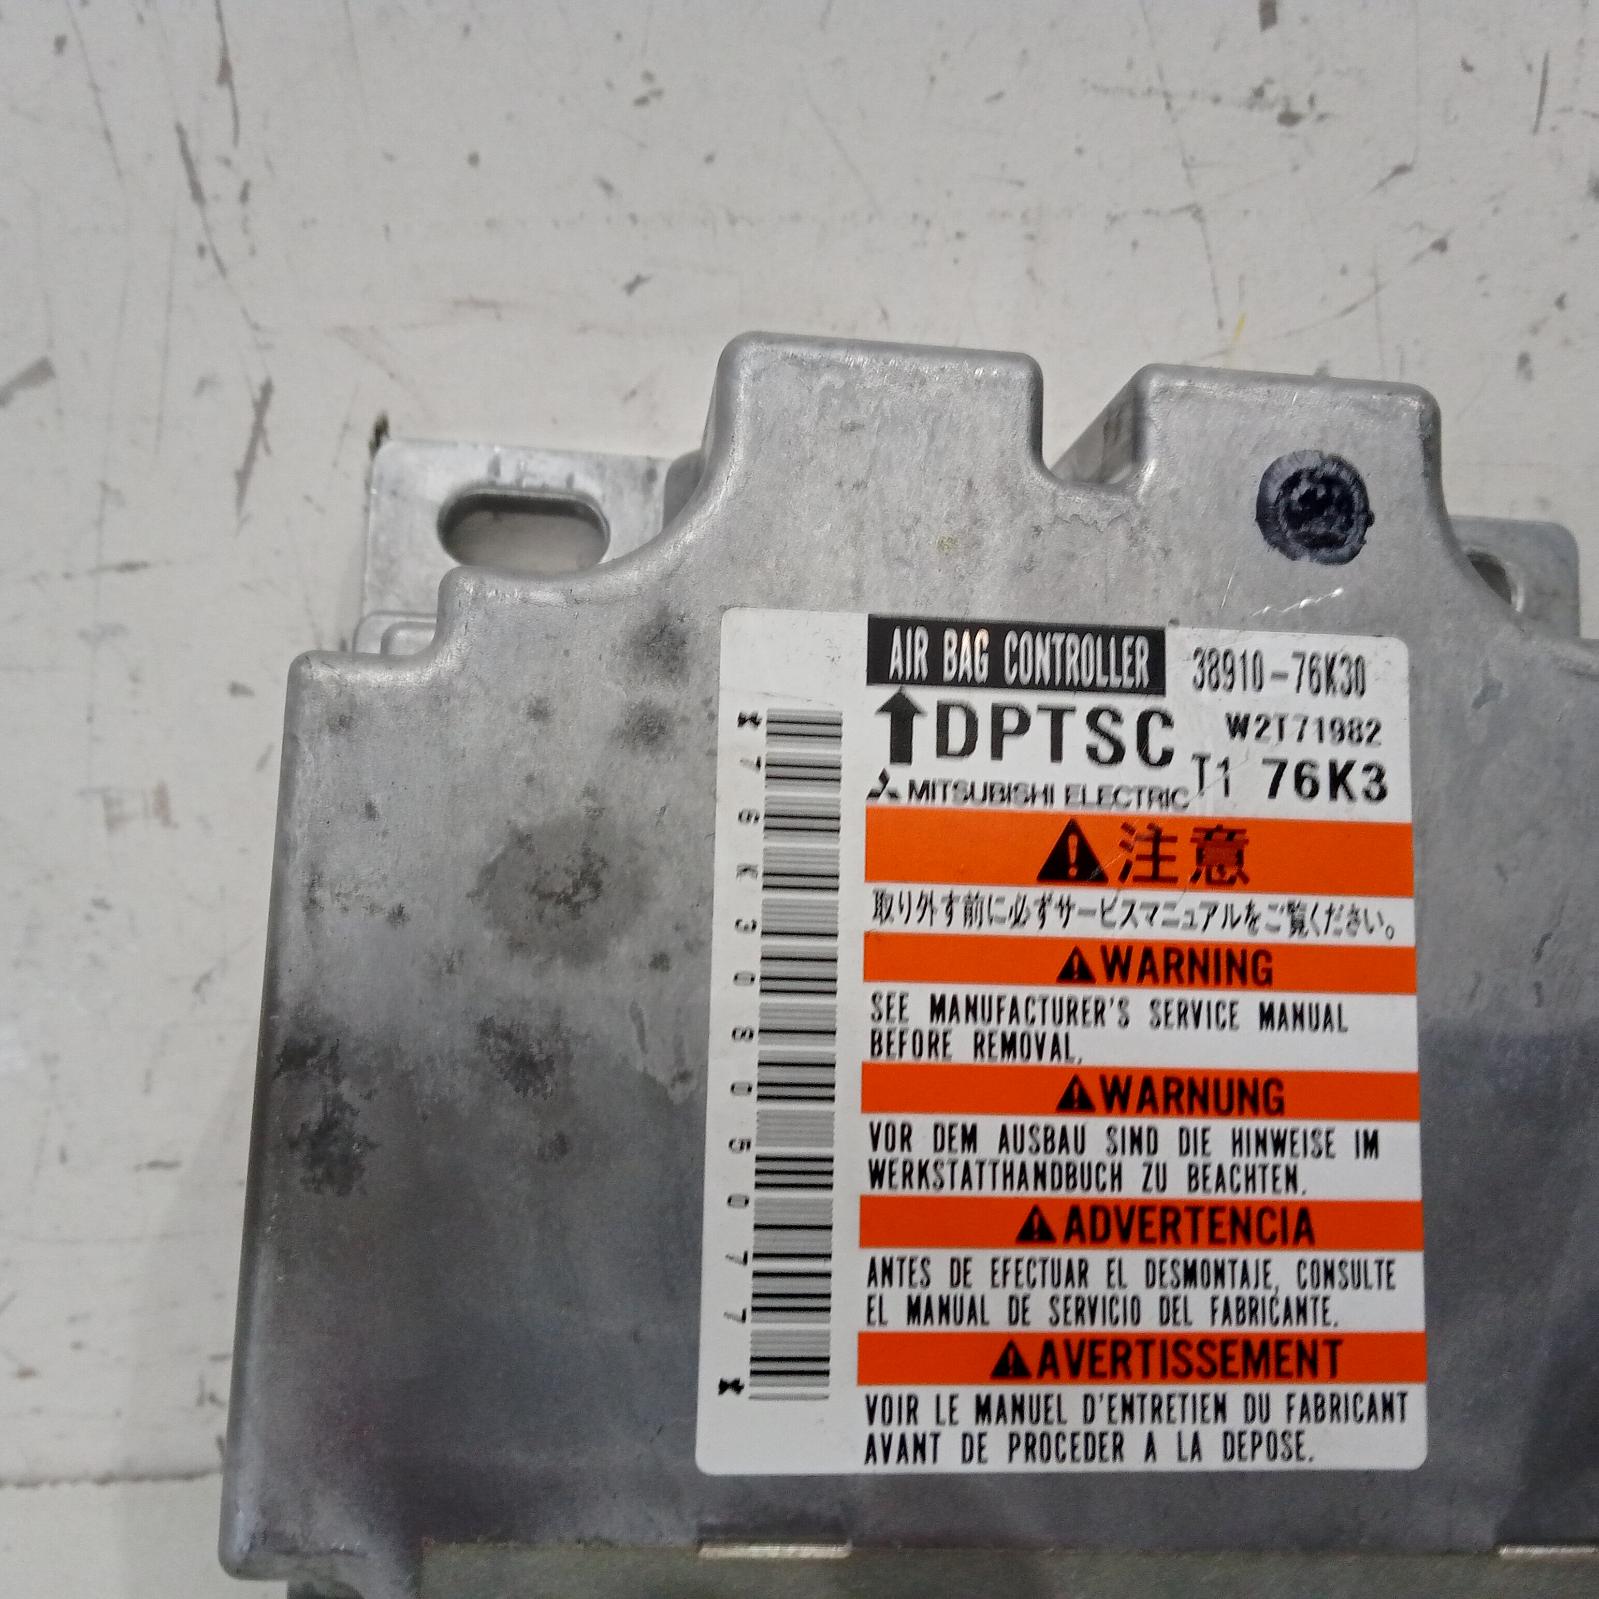 AIR BAG CONTROLLER 38910-76K30
DPTSC W2T71982
MITSUBISHI ELECTRIC T1 76K3
*76K30805077*
注意
取り外す前に必ずサービスマニュアルをご覧ください。
WARNING
SEE MANUFACTURER'S SERVICE MANUAL
BEFORE REMOVAL.
WARNUNG
VOR DEM AUSBAU SIND DIE HINWEISE IM
WERKSTATTHANDBUCH ZU BEACHTEN.
ADVERTENCIA
ANTES DE EFECTUAR EL DESMONTAJE, CONSULTE
EL MANUAL DE SERVICIO DEL FABRICANTE.
AVERTISSEMENT
VOIR LE MANUEL D'ENTRETIEN DU FABRICANT
AVANT DE PROCEDER A LA DEPOSE.